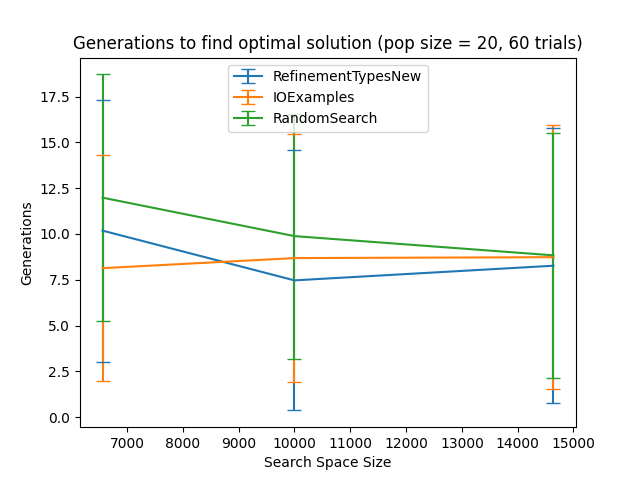 Generations to find optimal solution (pop size = 20, 60 trials)
RefinementTypesNew
IOExamples
RandomSearch
17.5
15.0
12.5
10.0
7.5
5.0
2.5
0.0
Generations
7000 8000 9000 10000 11000 12000 13000 14000 15000
Search Space Size